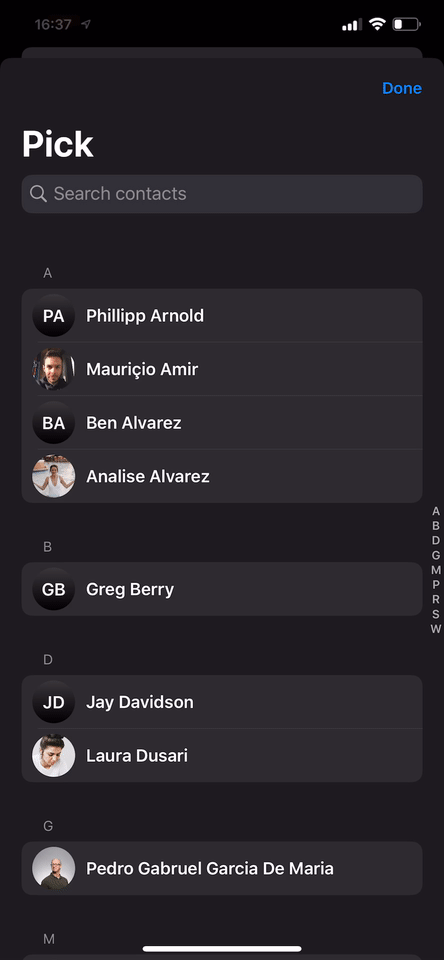 16:37
Done
Pick
Search contacts
A
PA Phillipp Arnold
Mauriçio Amir
BA Ben Alvarez
Analise Alvarez
B
GB Greg Berry
D
JD Jay Davidson
Laura Dusari
G
Pedro Gabruel Garcia De Maria
M
A
B
D
G
M
P
R
S
W